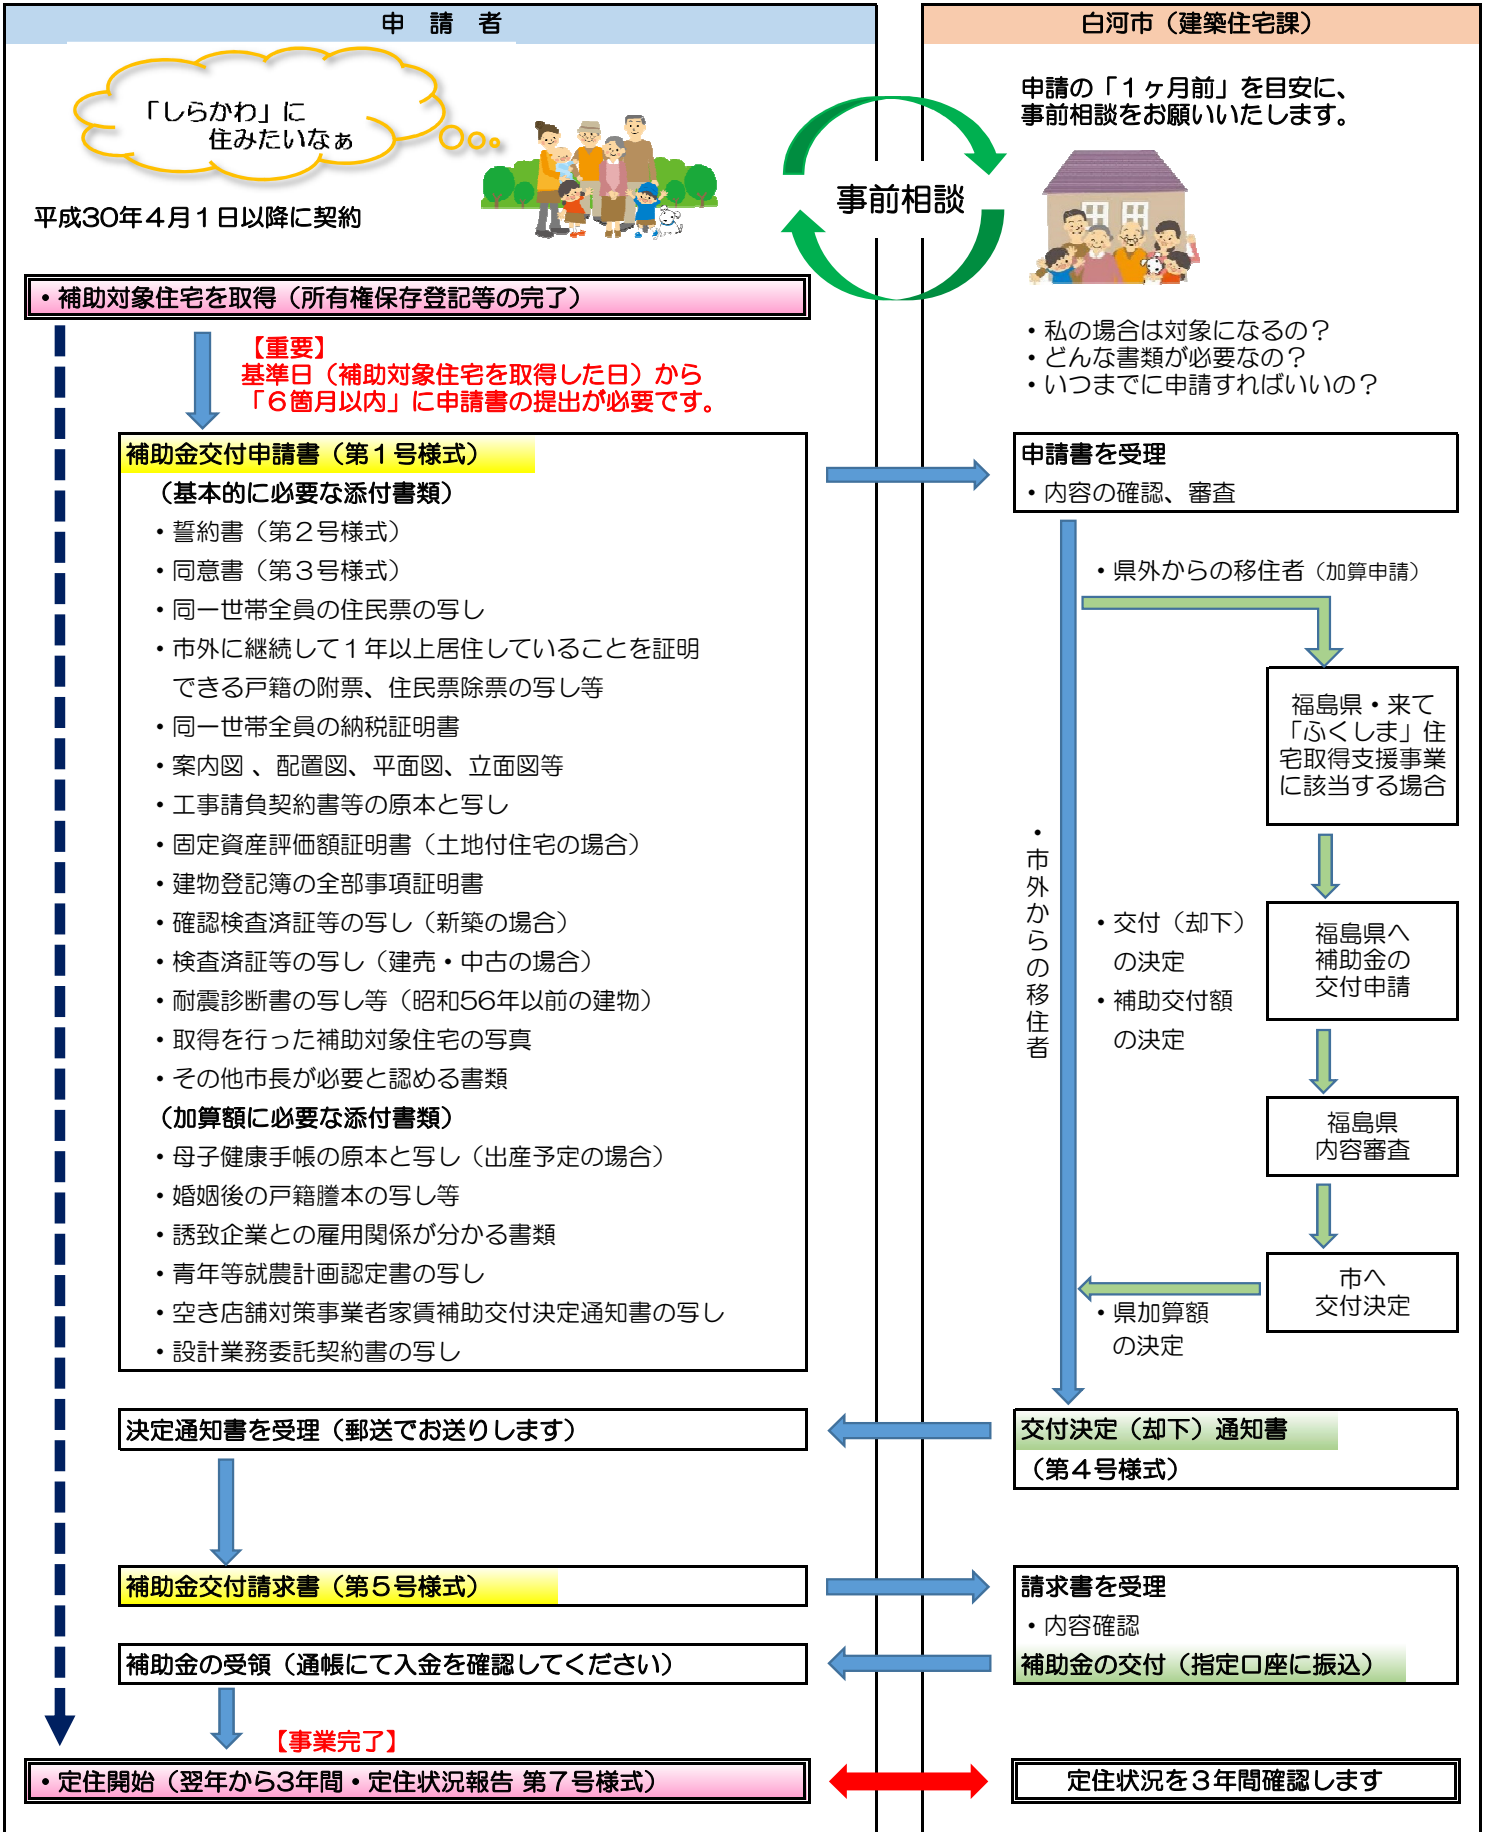 申　請　者
「しらかわ」に
住みたいなぁ
平成30年４月１日以降に契約
・補助対象住宅を取得（所有権保存登記等の完了）
【重要】
基準日（補助対象住宅を取得した日）から
「６箇月以内」に申請書の提出が必要です。
補助金交付申請書（第１号様式）
（基本的に必要な添付書類）
・誓約書（第２号様式）
・同意書（第３号様式）
・同一世帯全員の住民票の写し
・市外に継続して１年以上居住していることを証明
できる戸籍の附票、住民票除票の写し等
・同一世帯全員の納税証明書
・案内図 、配置図、平面図、立面図等
・工事請負契約書等の原本と写し
・固定資産評価額証明書（土地付住宅の場合）
・建物登記簿の全部事項証明書
・確認検査済証等の写し（新築の場合）
・検査済証等の写し（建売・中古の場合）
・耐震診断書の写し等（昭和56年以前の建物）
・取得を行った補助対象住宅の写真
・その他市長が必要と認める書類
（加算額に必要な添付書類）
・母子健康手帳の原本と写し（出産予定の場合）
・婚姻後の戸籍謄本の写し等
・誘致企業との雇用関係が分かる書類
・青年等就農計画認定書の写し
・空き店舗対策事業者家賃補助交付決定通知書の写し
・設計業務委託契約書の写し
決定通知書を受理（郵送でお送りします）
補助金交付請求書（第５号様式）
補助金の受領（通帳にて入金を確認してください）
【事業完了】
・定住開始（翌年から3年間・定住状況報告 第７号様式）
事前相談
白河市（建築住宅課）
申請の「１ヶ月前」を目安に、
事前相談をお願いいたします。
・私の場合は対象になるの？
・どんな書類が必要なの？
・いつまでに申請すればいいの？
申請書を受理
・内容の確認、審査
・県外からの移住者（加算申請）
福島県・来て
「ふくしま」住
宅取得支援事業
に該当する場合
・市外からの移住者
・交付（却下）
の決定
・補助交付額
の決定
福島県へ
補助金の
交付申請
福島県
内容審査
市へ
交付決定
・県加算額
の決定
交付決定（却下）通知書
（第４号様式）
請求書を受理
・内容確認
補助金の交付（指定口座に振込）
定住状況を３年間確認します